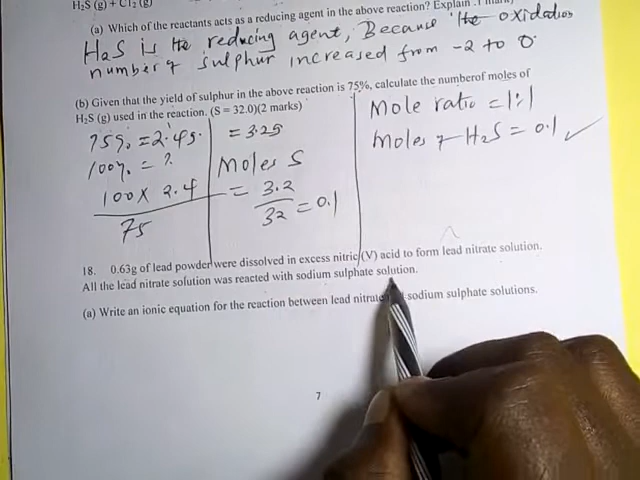 H₂S (g) + Cl₂ (g)
(a) Which of the reactants acts as a reducing agent in the above reaction? Explain .1 mark)
H₂S is the reducing agent, Because the oxidation
number of sulphur increased from -2 to 0.
(b) Given that the yield of sulphur in the above reaction is 75%, calculate the numberof moles of
H₂S (g) used in the reaction. (S = 32.0)(2 marks)
75% = 2.4g.
100% = ?
100 x 2.4
75
= 3.2g
Moles S
= 3.2
32 = 0.1
Mole ratio = 1:1
Moles of H₂S = 0.1 ✓
18. 0.63g of lead powder were dissolved in excess nitric (V) acid to form lead nitrate solution.
All the lead nitrate solution was reacted with sodium sulphate solution.
(a) Write an ionic equation for the reaction between lead nitrate sodium sulphate solutions.
7